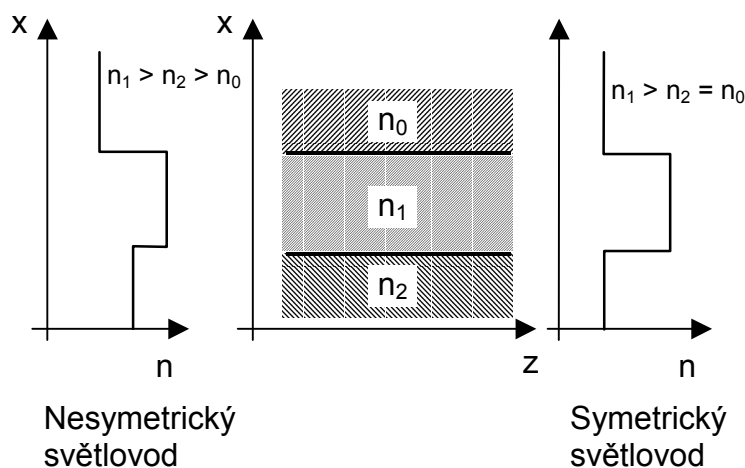 x
n₁ > n₂ > n₀
n
Nesymetrický
světlovod
x
n₀
n₁
n₂
z
x
n₁ > n₂ = n₀
n
Symetrický
světlovod